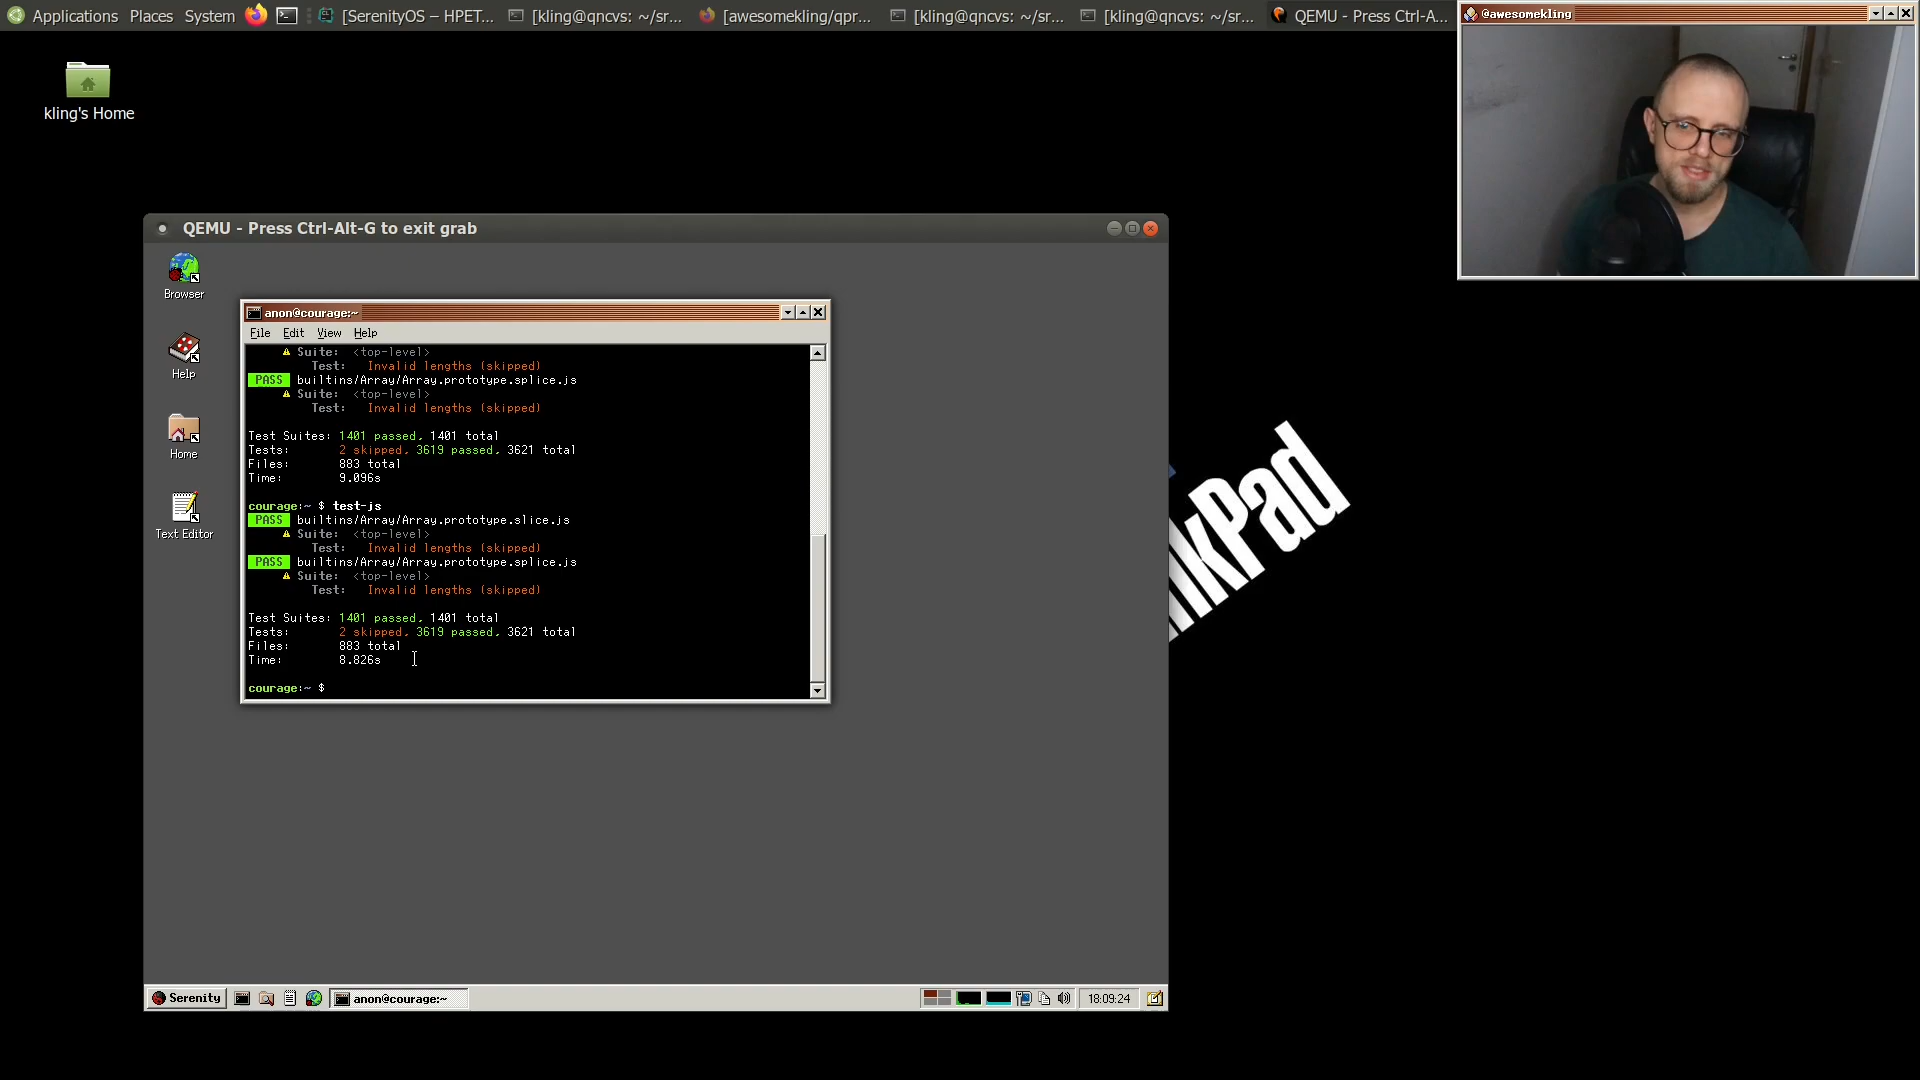 Applications Places System [SerenityOS – HPET... [kling@qncvs: ~/sr... [awesomekling/qpr... [kling@qncvs: ~/sr... [kling@qncvs: ~/sr... QEMU - Press Ctrl-A...
@awesomekling
kling's Home
QEMU - Press Ctrl-Alt-G to exit grab
Browser
Help
Home
Text Editor
anon@courage:~
File Edit View Help
Suite: <top-level>
Test: Invalid lengths (skipped)
PASS builtins/Array/Array.prototype.splice.js
Suite: <top-level>
Test: Invalid lengths (skipped)
Test Suites: 1401 passed, 1401 total
Tests: 2 skipped, 3619 passed, 3621 total
Files: 883 total
Time: 9.096s
courage:~ $ test-js
PASS builtins/Array/Array.prototype.slice.js
Suite: <top-level>
Test: Invalid lengths (skipped)
PASS builtins/Array/Array.prototype.splice.js
Suite: <top-level>
Test: Invalid lengths (skipped)
Test Suites: 1401 passed, 1401 total
Tests: 2 skipped, 3619 passed, 3621 total
Files: 883 total
Time: 8.826s
courage:~ $
nkPad
Serenity anon@courage:~ 18:09:24